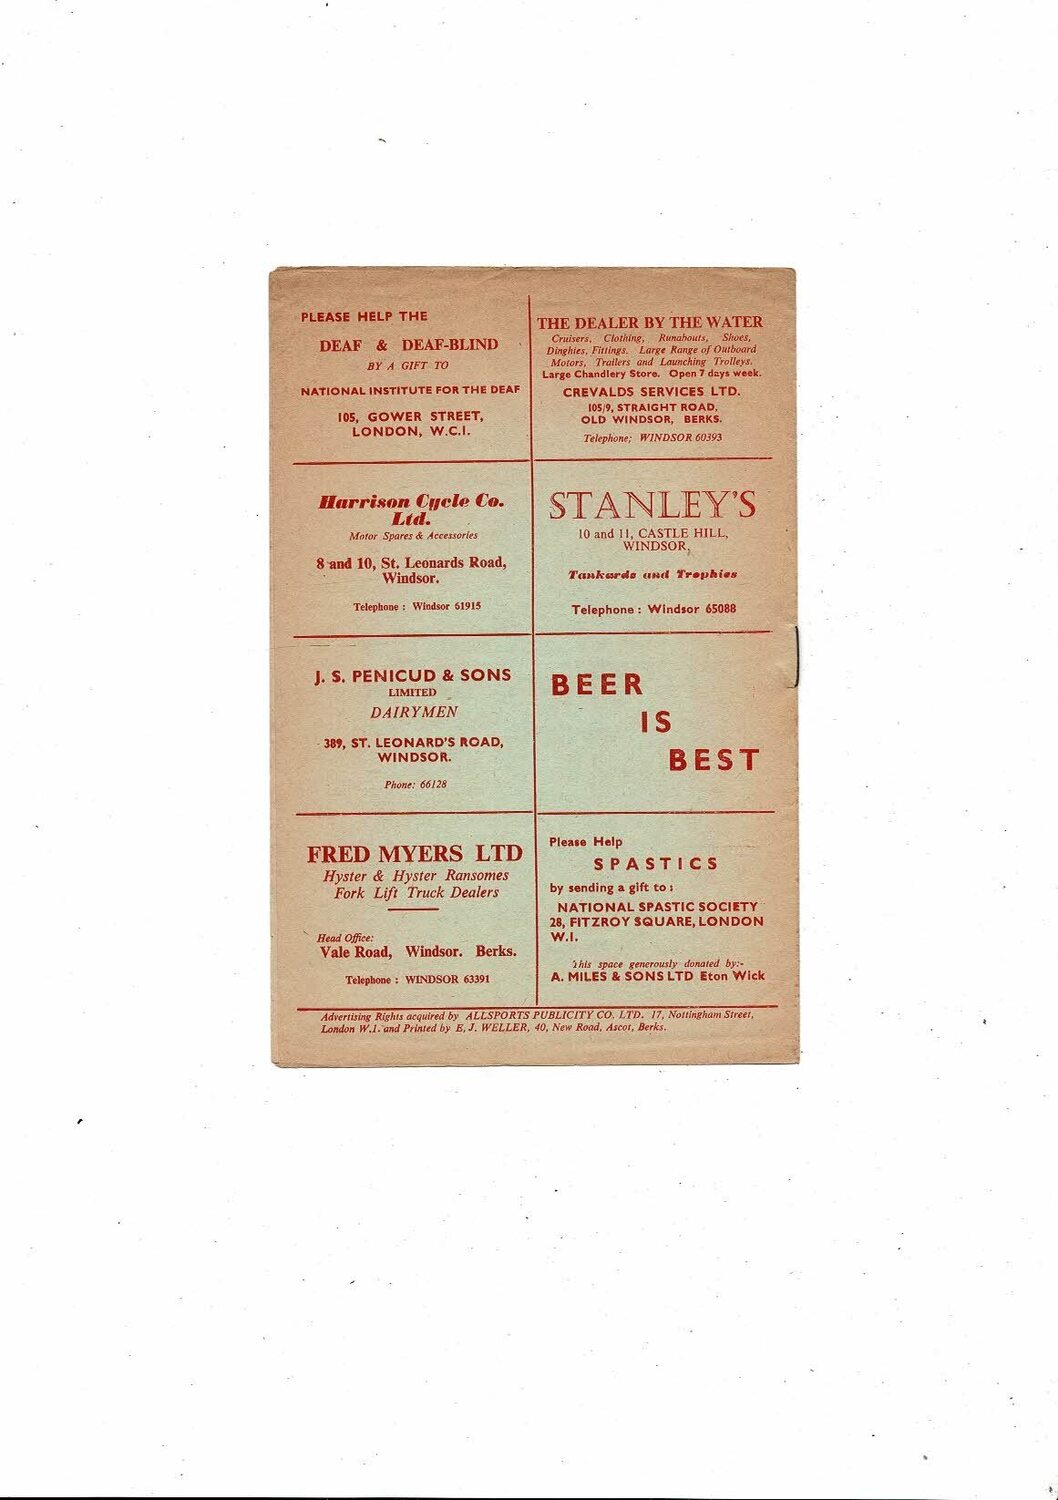 PLEASE HELP THE
DEAF & DEAF-BLIND
BY A GIFT TO
NATIONAL INSTITUTE FOR THE DEAF
105, GOWER STREET,
LONDON, W.C.I.
THE DEALER BY THE WATER
Cruisers, Clothing, Runabouts, Shoes,
Dinghies, Fittings. Large Range of Outboard
Motors, Trailers and Launching Trolleys.
Large Chandlery Store. Open 7 days week.
CREVALDS SERVICES LTD.
105/9, STRAIGHT ROAD,
OLD WINDSOR, BERKS.
Telephone; WINDSOR 60393
Harrison Cycle Co.
Ltd.
Motor Spares & Accessories
8 and 10, St. Leonards Road,
Windsor.
Telephone : Windsor 61915
STANLEY'S
10 and 11, CASTLE HILL,
WINDSOR,
Tankards and Trophies
Telephone : Windsor 65088
J. S. PENICUD & SONS
LIMITED
DAIRYMEN
389, ST. LEONARD'S ROAD,
WINDSOR.
Phone: 66128
BEER
IS
BEST
FRED MYERS LTD
Hyster & Hyster Ransomes
Fork Lift Truck Dealers
Head Office:
Vale Road, Windsor. Berks.
Telephone : WINDSOR 63391
Please Help
SPASTICS
by sending a gift to :
NATIONAL SPASTIC SOCIETY
28, FITZROY SQUARE, LONDON
W.I.
This space generously donated by:-
A. MILES & SONS LTD Eton Wick
Advertising Rights acquired by ALLSPORTS PUBLICITY CO. LTD. 17, Nottingham Street,
London W.1. and Printed by E, J. WELLER, 40, New Road, Ascot, Berks.